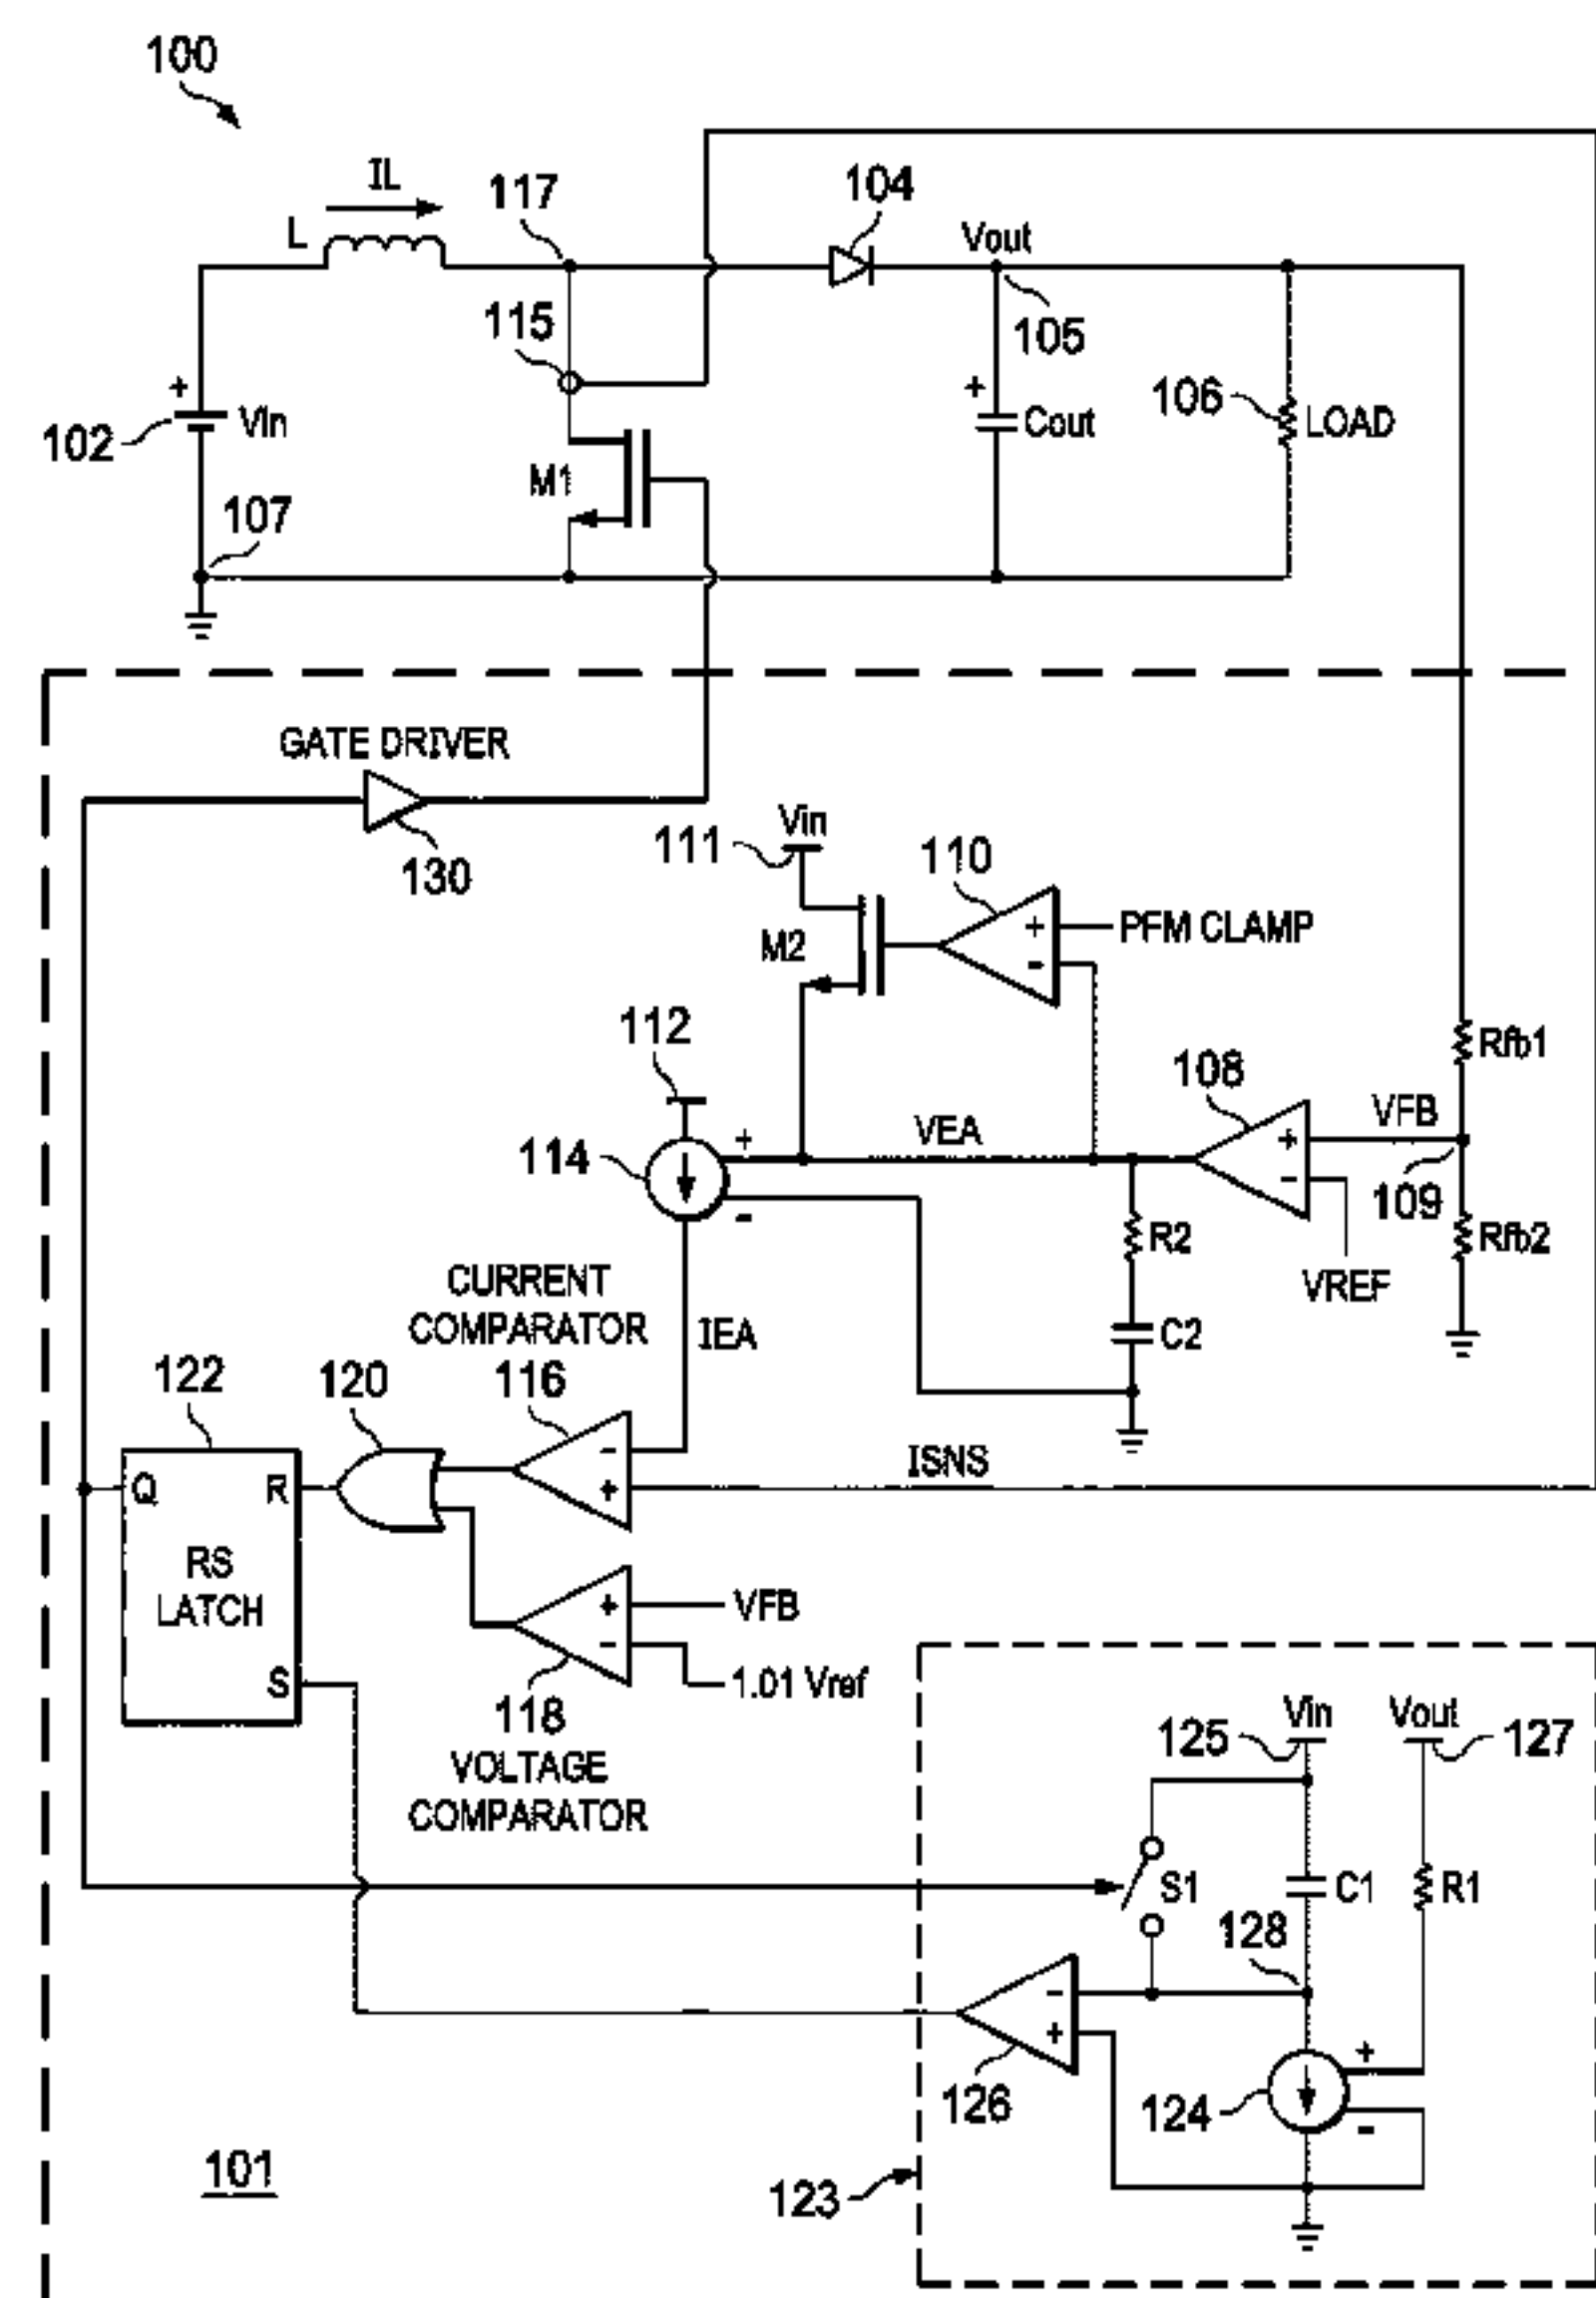 100
IL
L
117
104
Vout
115
105
+
102
Vin
+
Cout
106
LOAD
M1
107
GATE DRIVER
130
Vin
111
110
+
-
PFM CLAMP
M2
112
Rfb1
108
VFB
VEA
+
114
+
-
-
109
R2
Rfb2
VREF
CURRENT
COMPARATOR
IEA
C2
122
120
116
-
+
ISNS
Q
R
RS
LATCH
+
-
VFB
1.01 Vref
S
118
VOLTAGE
COMPARATOR
125
Vin
Vout
127
S1
C1
R1
128
-
+
126
124
+
-
123
101